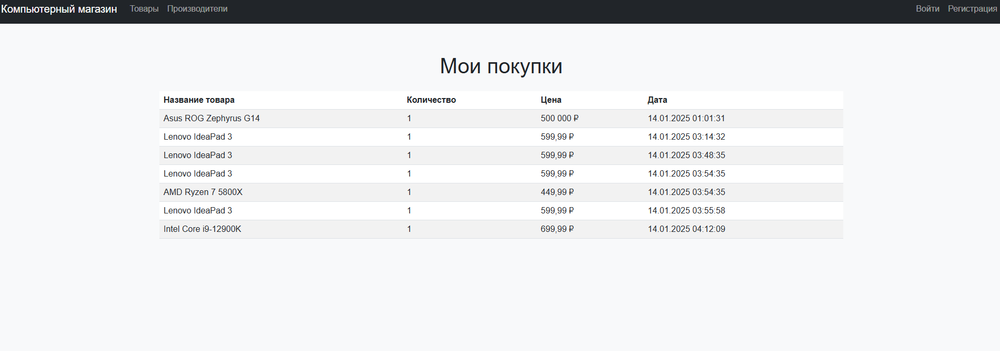 Компьютерный магазин Товары Производители Войти Регистрация
Мои покупки
Название товара Количество Цена Дата
Asus ROG Zephyrus G14 1 500 000 ₽ 14.01.2025 01:01:31
Lenovo IdeaPad 3 1 599,99 ₽ 14.01.2025 03:14:32
Lenovo IdeaPad 3 1 599,99 ₽ 14.01.2025 03:48:35
Lenovo IdeaPad 3 1 599,99 ₽ 14.01.2025 03:54:35
AMD Ryzen 7 5800X 1 449,99 ₽ 14.01.2025 03:54:35
Lenovo IdeaPad 3 1 599,99 ₽ 14.01.2025 03:55:58
Intel Core i9-12900K 1 699,99 ₽ 14.01.2025 04:12:09